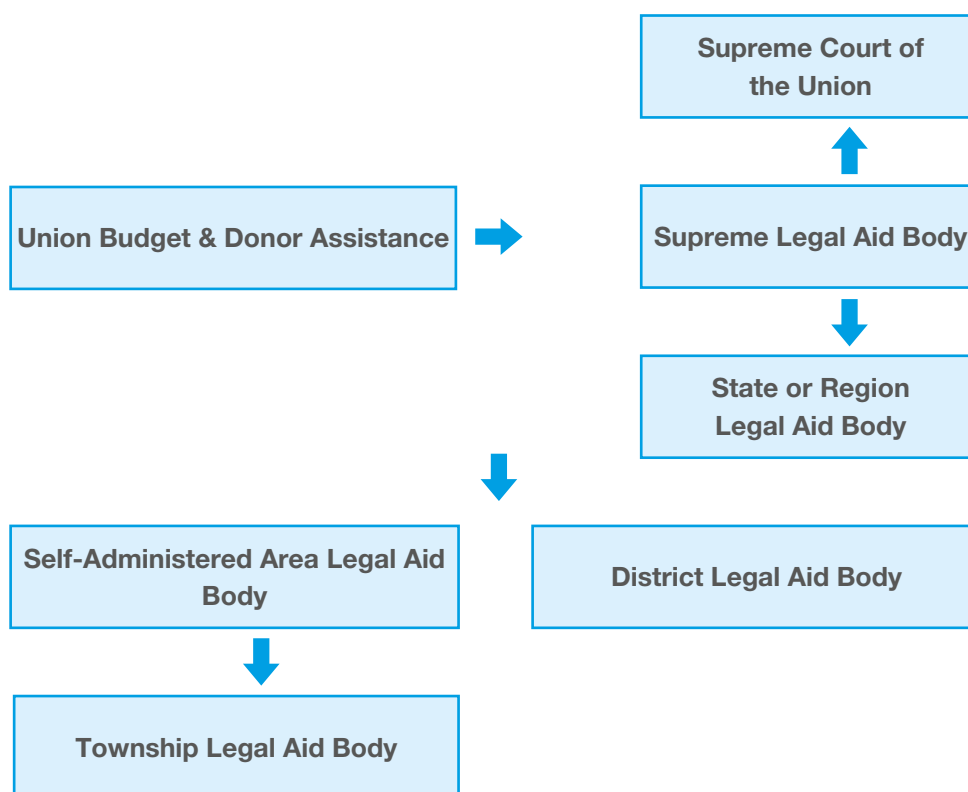 Supreme Court of
the Union
Union Budget & Donor Assistance
Supreme Legal Aid Body
State or Region
Legal Aid Body
Self-Administered Area Legal Aid
Body
District Legal Aid Body
Township Legal Aid Body